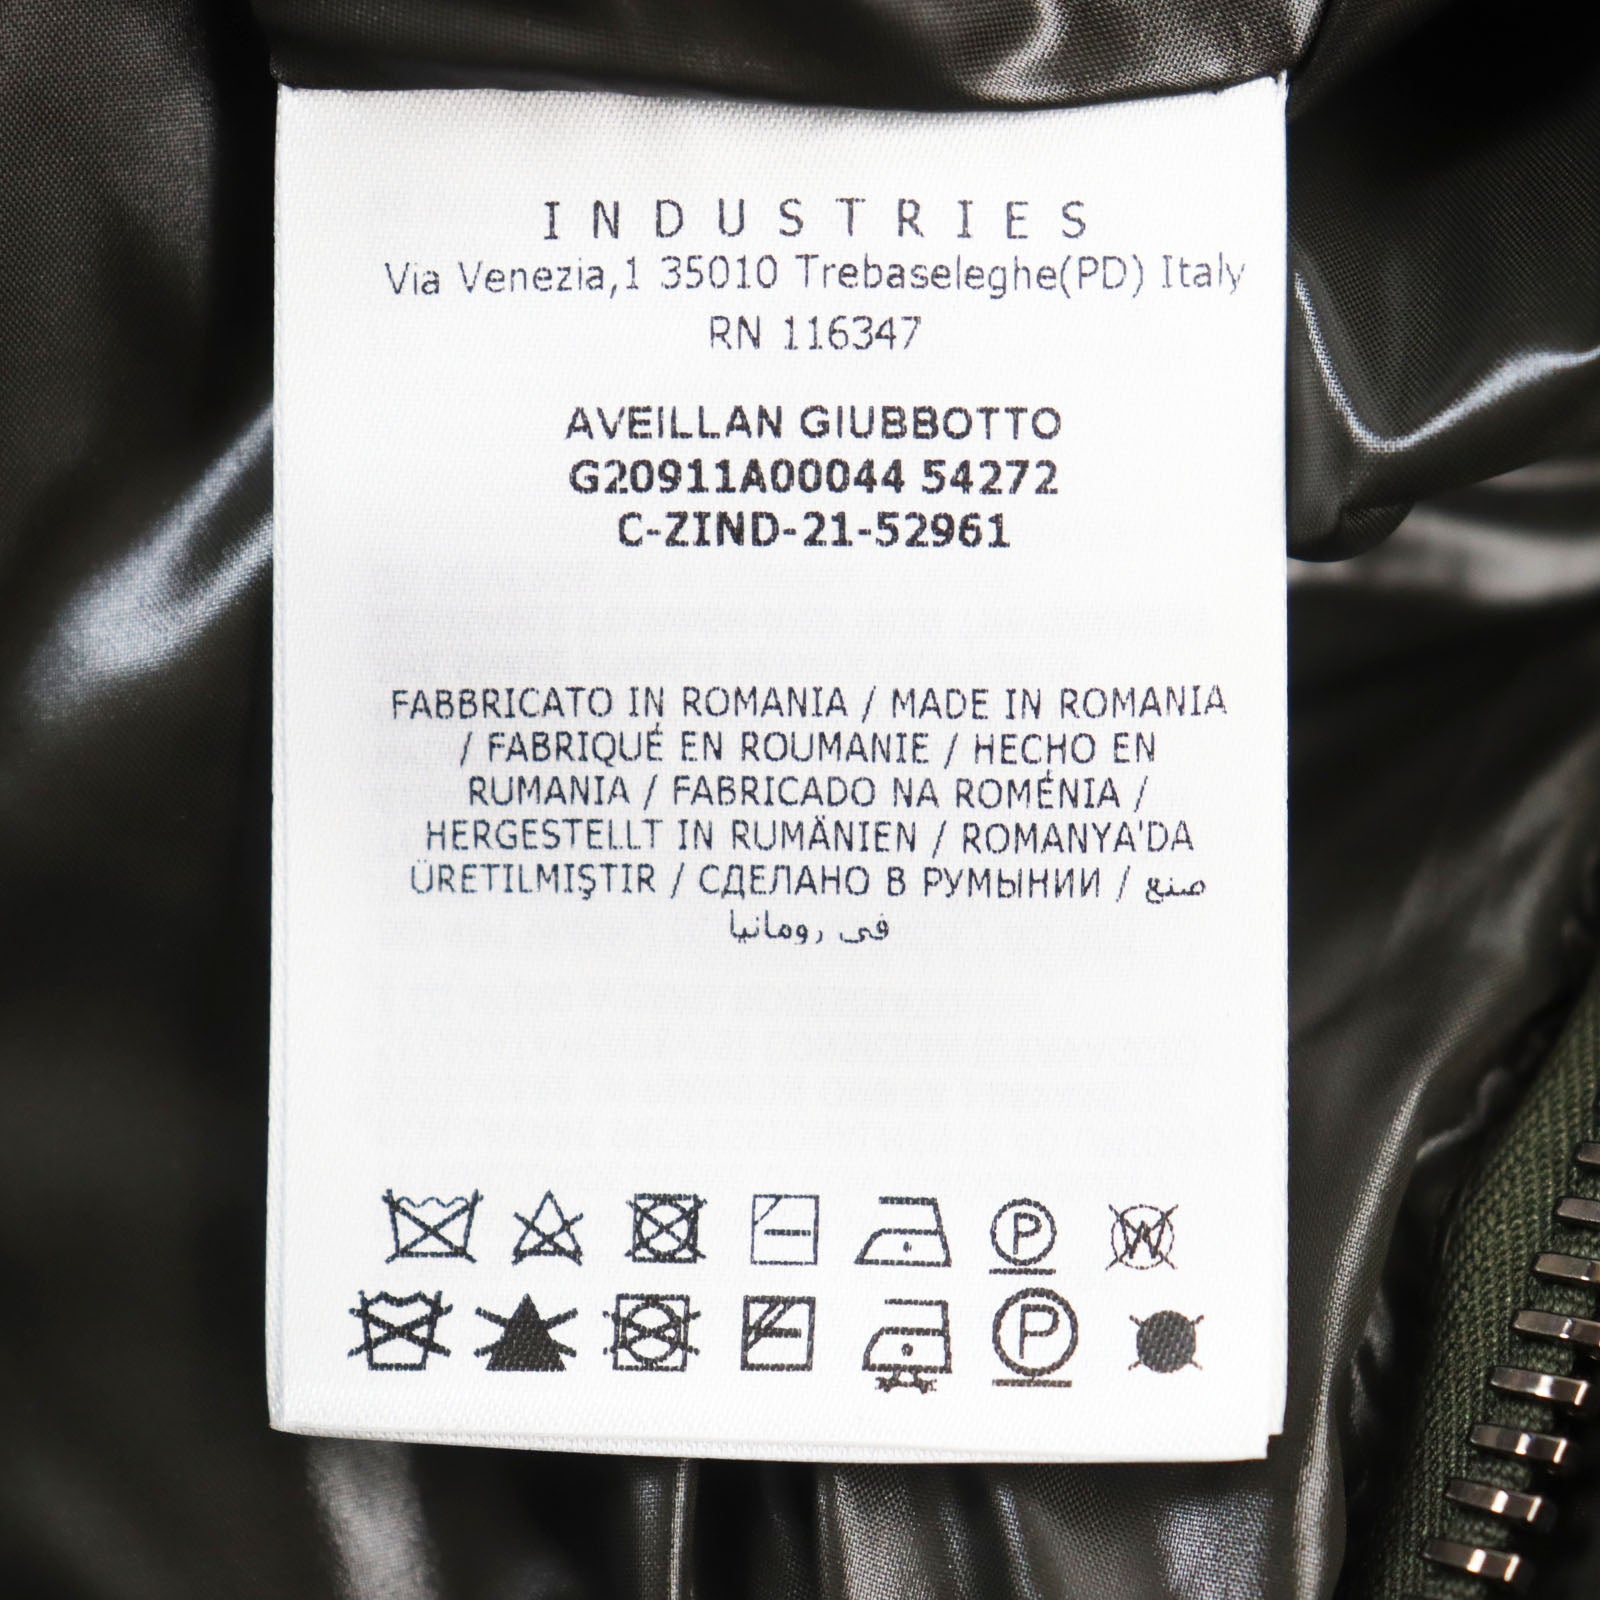 INDUSTRIES
Via Venezia,1 35010 Trebaseleghe(PD) Italy
RN 116347
AVEILLAN GIUBBOTTO
G20911A00044 54272
C-ZIND-21-52961
FABBRICATO IN ROMANIA / MADE IN ROMANIA
/ FABRIQUÉ EN ROUMANIE / HECHO EN
RUMANIA / FABRICADO NA ROMÉNIA /
HERGESTELLT IN RUMÄNIEN / ROMANYA'DA
ÜRETILMIŞTIR / СДЕЛАНО В РУМЫНИИ / صنع
في رومانيا
P W
P